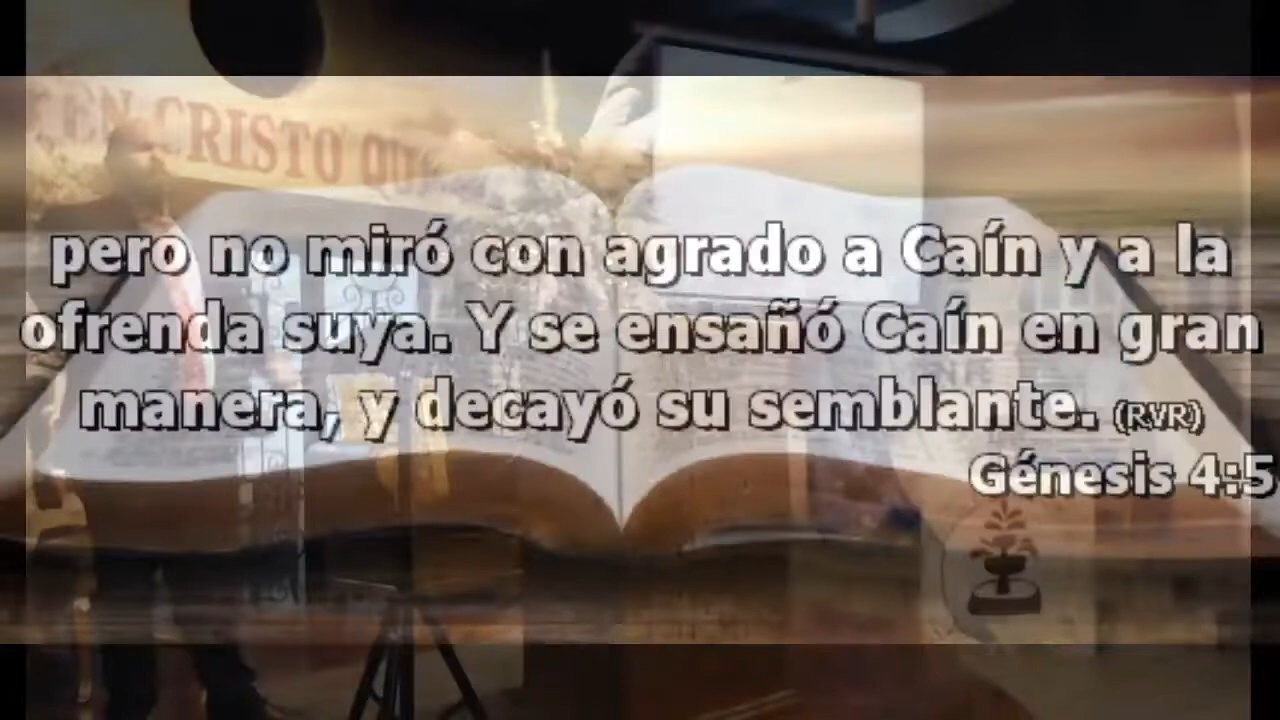 EN CRISTO
pero no miró con agrado a Caín y a la
ofrenda suya. Y se ensañó Caín en gran
manera, y decayó su semblante. (RVR)
Génesis 4:5